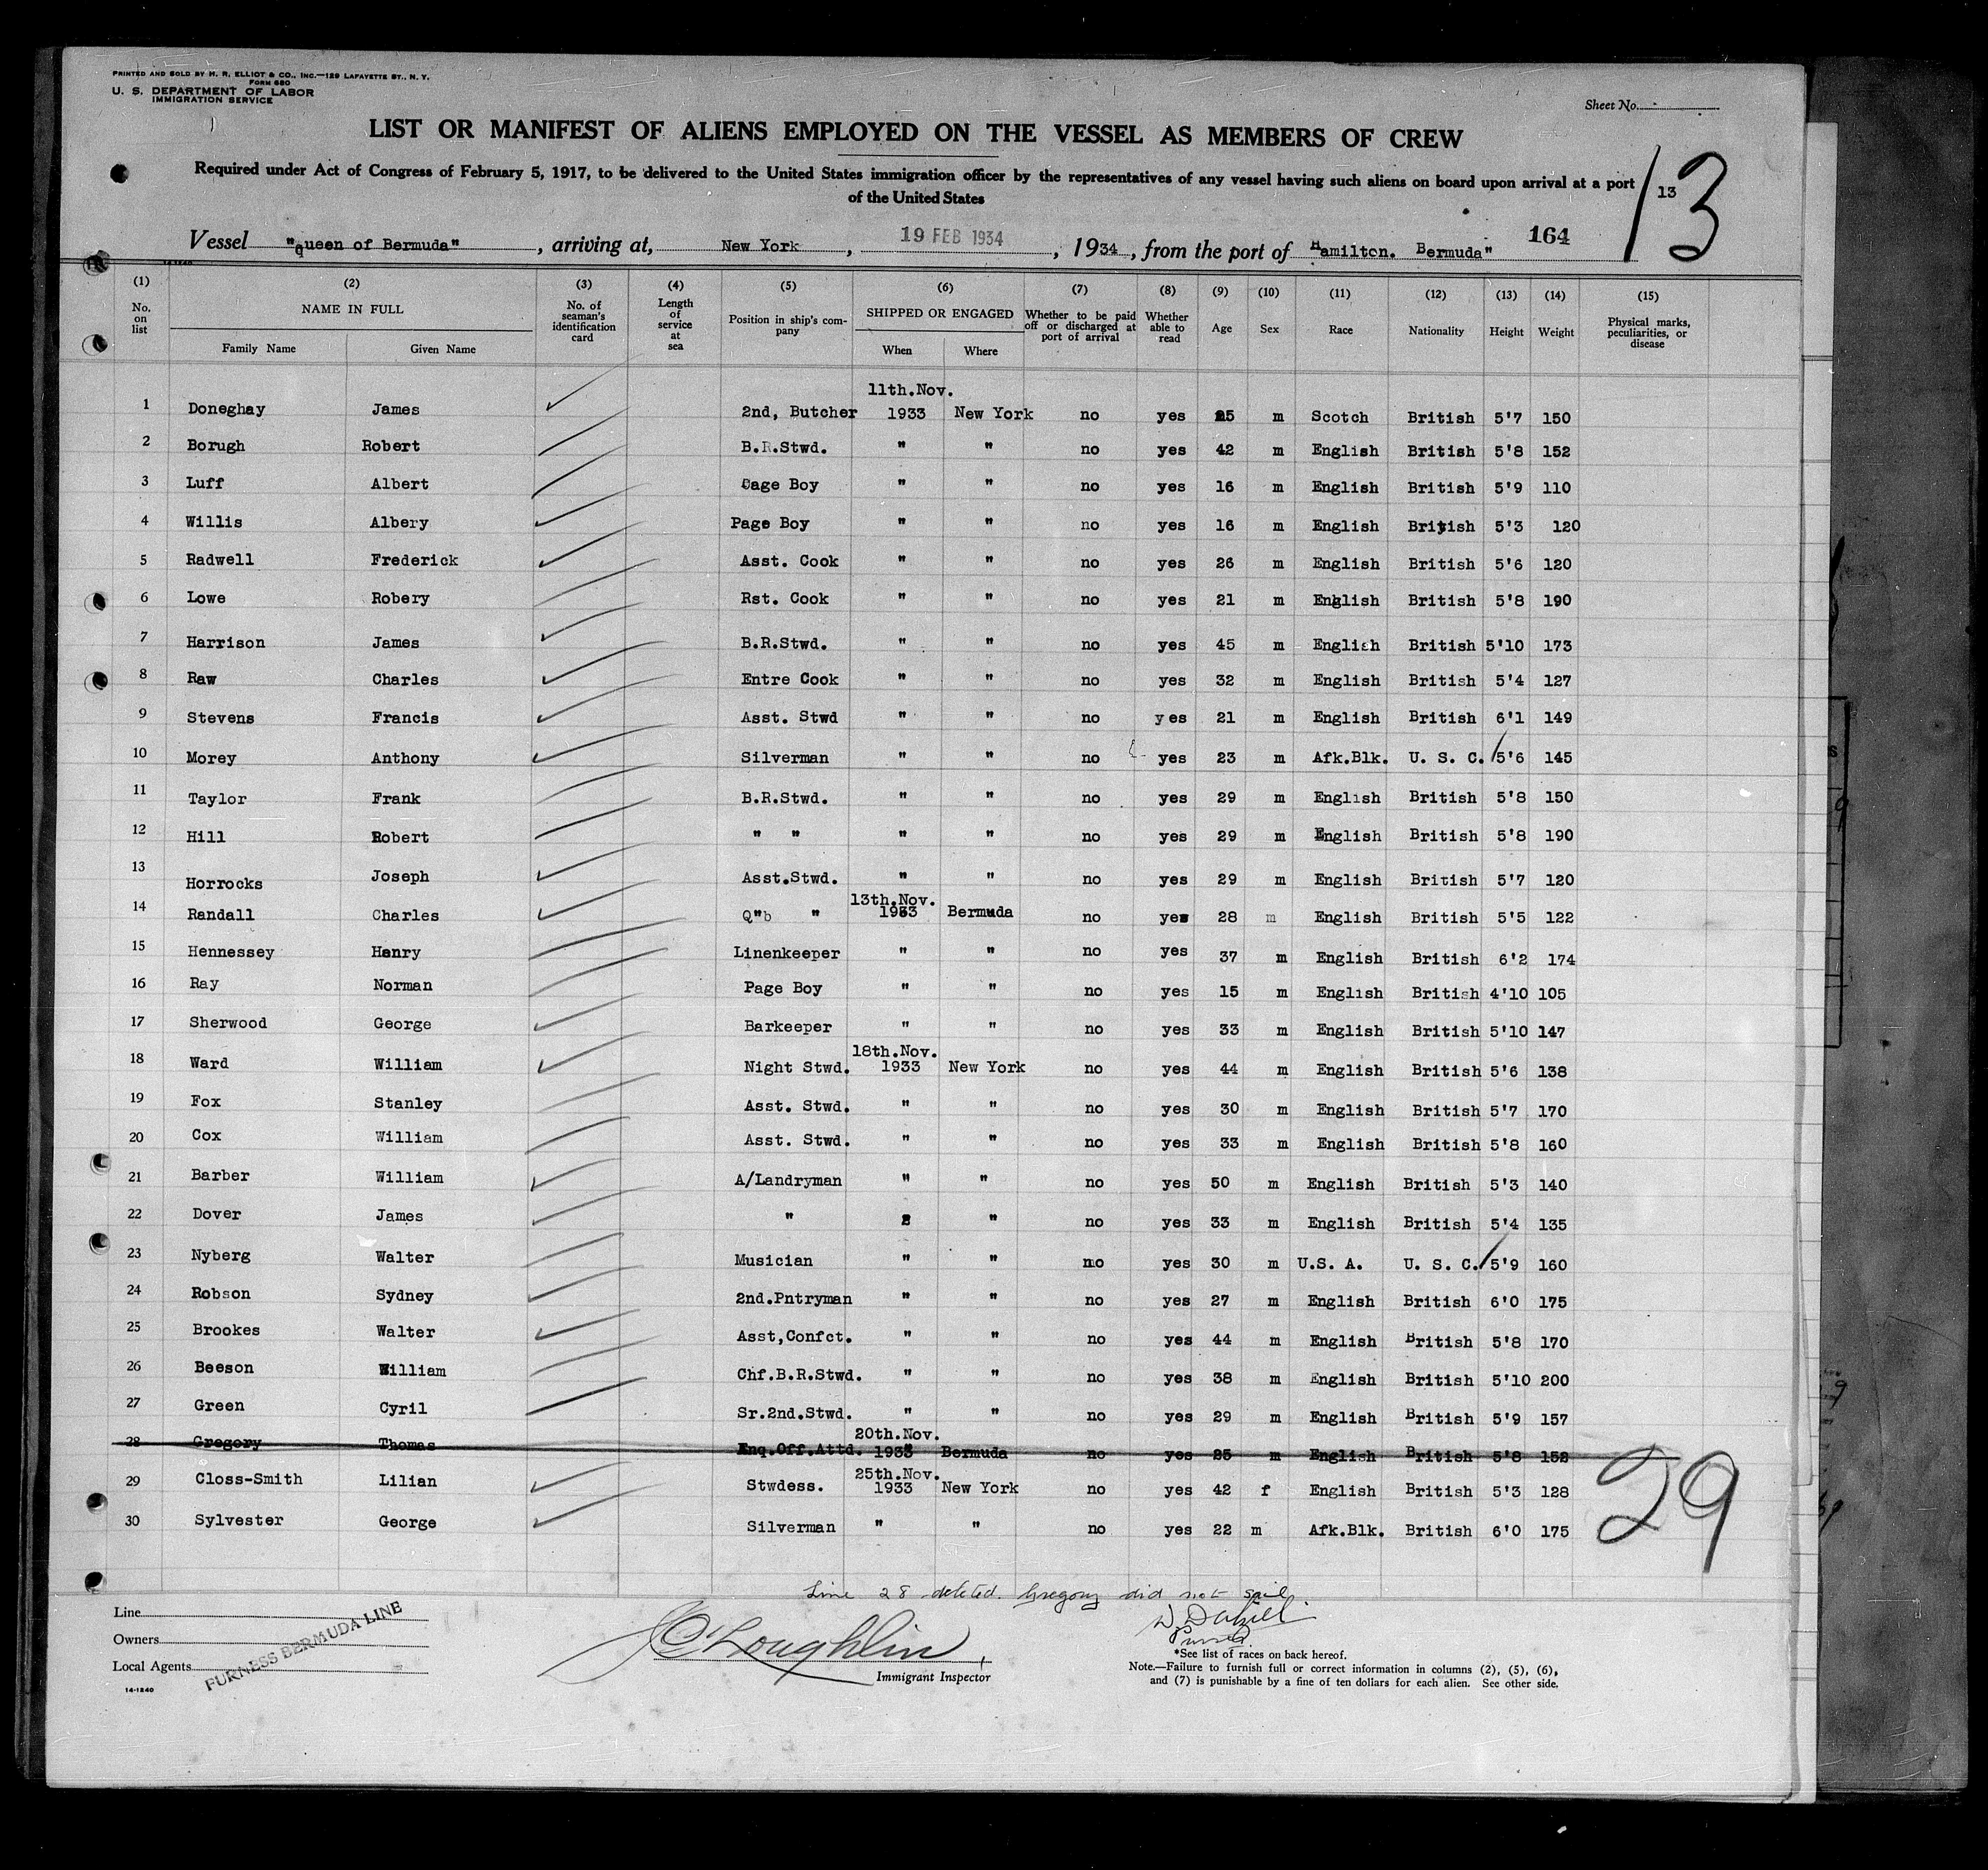 PRINTED AND SOLD BY H. R. ELLIOT & CO., INC.—129 LAFAYETTE ST., N. Y.
FORM 680
U. S. DEPARTMENT OF LABOR
IMMIGRATION SERVICE
Sheet No.
LIST OR MANIFEST OF ALIENS EMPLOYED ON THE VESSEL AS MEMBERS OF CREW
Required under Act of Congress of February 5, 1917, to be delivered to the United States immigration officer by the representatives of any vessel having such aliens on board upon arrival at a port
of the United States
13
13
Vessel "Queen of Bermuda", arriving at, New York, 19 FEB 1934, 1934, from the port of Hamilton. Bermuda" 164
(1) (2) (3) (4) (5) (6) (7) (8) (9) (10) (11) (12) (13) (14) (15)
No. on list NAME IN FULL Family Name Given Name No. of seaman's identification card Length of service at sea Position in ship's company SHIPPED OR ENGAGED When Where Whether to be paid off or discharged at port of arrival Whether able to read Age Sex Race Nationality Height Weight Physical marks, peculiarities, or disease
11th.Nov.
1 Doneghay James 2nd, Butcher 1933 New York no yes 25 m Scotch British 5'7 150
2 Borugh Robert B.R.Stwd. " " no yes 42 m English British 5'8 152
3 Luff Albert Page Boy " " no yes 16 m English British 5'9 110
4 Willis Albery Page Boy " " no yes 16 m English Briyish 5'3 120
5 Radwell Frederick Asst. Cook " " no yes 26 m English British 5'6 120
6 Lowe Robery Rst. Cook " " no yes 21 m English British 5'8 190
7 Harrison James B.R.Stwd. " " no yes 45 m English British 5'10 173
8 Raw Charles Entre Cook " " no yes 32 m English British 5'4 127
9 Stevens Francis Asst. Stwd " " no yes 21 m English British 6'1 149
10 Morey Anthony Silverman " " no yes 23 m Afk.Blk. U. S. C. 5'6 145
11 Taylor Frank B.R.Stwd. " " no yes 29 m English British 5'8 150
12 Hill Robert " " " " no yes 29 m English British 5'8 190
13 Horrocks Joseph Asst.Stwd. " " no yes 29 m English British 5'7 120
13th.Nov.
14 Randall Charles Q"b " 1933 Bermuda no yes 28 m English British 5'5 122
15 Hennessey Henry Linenkeeper " " no yes 37 m English British 6'2 174
16 Ray Norman Page Boy " " no yes 15 m English British 4'10 105
17 Sherwood George Barkeeper " " no yes 33 m English British 5'10 147
18th.Nov.
18 Ward William Night Stwd. 1933 New York no yes 44 m English British 5'6 138
19 Fox Stanley Asst. Stwd. " " no yes 30 m English British 5'7 170
20 Cox William Asst. Stwd. " " no yes 33 m English British 5'8 160
21 Barber William A/Landryman " " no yes 50 m English British 5'3 140
22 Dover James " " " no yes 33 m English British 5'4 135
23 Nyberg Walter Musician " " no yes 30 m U.S. A. U. S. C. 5'9 160
24 Robson Sydney 2nd.Pntryman " " no yes 27 m English British 6'0 175
25 Brookes Walter Asst,Confct. " " no yes 44 m English British 5'8 170
26 Beeson William Chf.B.R.Stwd. " " no yes 38 m English British 5'10 200
27 Green Cyril Sr.2nd.Stwd. " " no yes 29 m English British 5'9 157
20th.Nov.
28 Gregory Thomas Enq.Off.Attd. 1933 Bermuda no yes 25 m English British 5'8 152
25th.Nov.
29 Closs-Smith Lilian Stwdess. 1933 New York no yes 42 f English British 5'3 128
30 Sylvester George Silverman " " no yes 22 m Afk.Blk. British 6'0 175
29
Line 28 deleted. Gregory did not sail
Line
Owners
Local Agents
FURNESS BERMUDA LINE
14-1240
Immigrant Inspector
Purser
*See list of races on back hereof.
Note.—Failure to furnish full or correct information in columns (2), (5), (6),
and (7) is punishable by a fine of ten dollars for each alien. See other side.